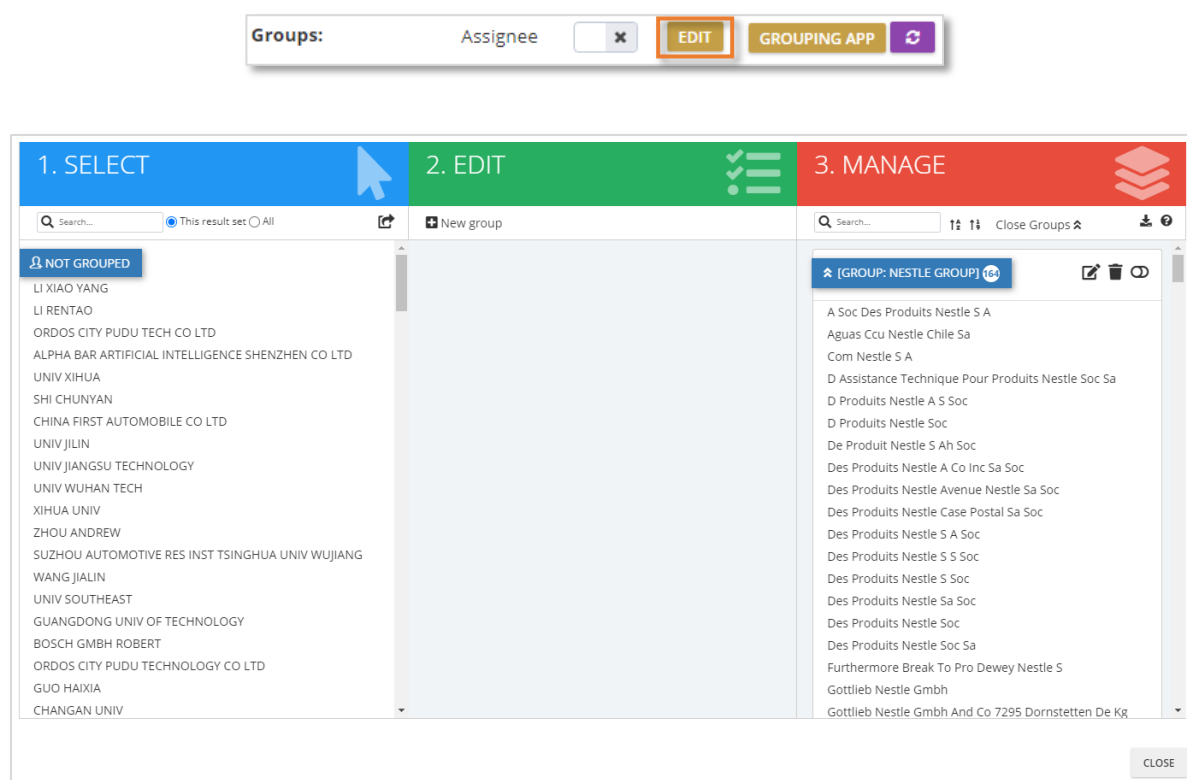 Groups: Assignee EDIT GROUPING APP
1. SELECT
Search... This result set All
NOT GROUPED
LI XIAO YANG
LI RENTAO
ORDOS CITY PUDU TECH CO LTD
ALPHA BAR ARTIFICIAL INTELLIGENCE SHENZHEN CO LTD
UNIV XIHUA
SHI CHUNYAN
CHINA FIRST AUTOMOBILE CO LTD
UNIV JILIN
UNIV JIANGSU TECHNOLOGY
UNIV WUHAN TECH
XIHUA UNIV
ZHOU ANDREW
SUZHOU AUTOMOTIVE RES INST TSINGHUA UNIV WUJIANG
WANG JIALIN
UNIV SOUTHEAST
GUANGDONG UNIV OF TECHNOLOGY
BOSCH GMBH ROBERT
ORDOS CITY PUDU TECHNOLOGY CO LTD
GUO HAIXIA
CHANGAN UNIV
2. EDIT
New group
3. MANAGE
Search... Close Groups
[GROUP: NESTLE GROUP] 164
A Soc Des Produits Nestle S A
Aguas Ccu Nestle Chile Sa
Com Nestle S A
D Assistance Technique Pour Produits Nestle Soc Sa
D Produits Nestle A S Soc
D Produits Nestle Soc
De Produit Nestle S Ah Soc
Des Produits Nestle A Co Inc Sa Soc
Des Produits Nestle Avenue Nestle Sa Soc
Des Produits Nestle Case Postal Sa Soc
Des Produits Nestle S A Soc
Des Produits Nestle S S Soc
Des Produits Nestle S Soc
Des Produits Nestle Sa Soc
Des Produits Nestle Soc
Des Produits Nestle Soc Sa
Furthermore Break To Pro Dewey Nestle S
Gottlieb Nestle Gmbh
Gottlieb Nestle Gmbh And Co 7295 Dornstetten De Kg
CLOSE